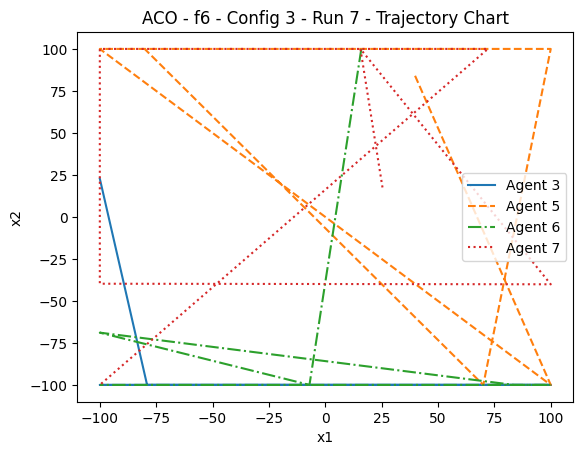 ACO - f6 - Config 3 - Run 7 - Trajectory Chart
x2
100
75
50
25
0
−25
−50
−75
−100
Agent 3
Agent 5
Agent 6
Agent 7
−100 −75 −50 −25 0 25 50 75 100
x1